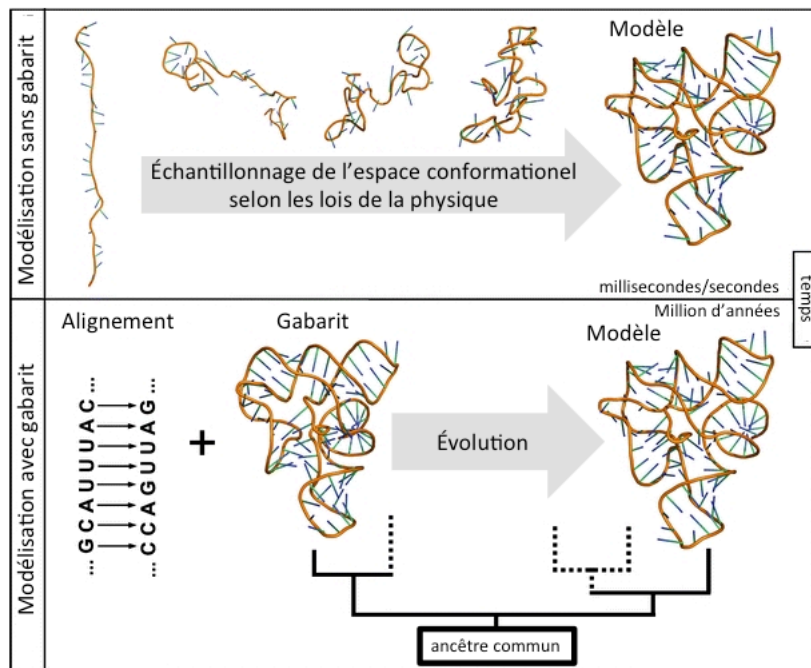 Modélisation sans gabarit
Modèle
Échantillonnage de l'espace conformationel
selon les lois de la physique
millisecondes/secondes
temps
Million d'années
Modélisation avec gabarit
Alignement
... G C A U U U A C ...
... C C A G U U A G ...
+
Gabarit
Évolution
Modèle
ancêtre commun